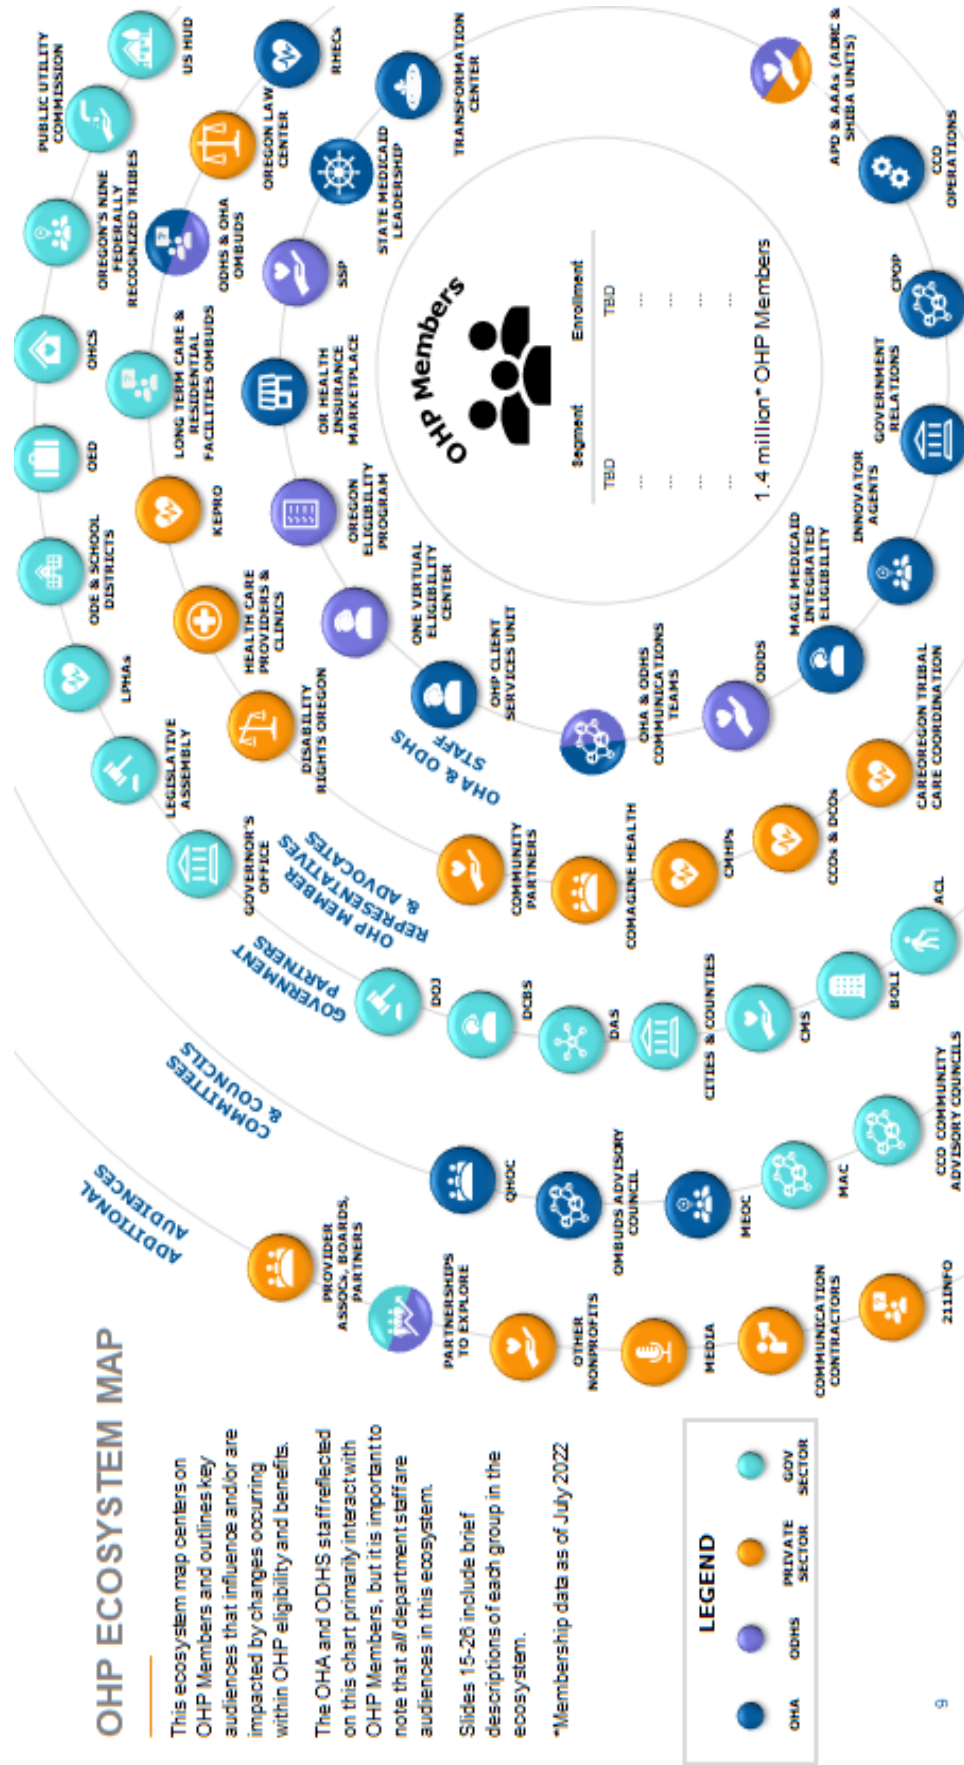 OHP ECOSYSTEM MAP
This ecosystem map centers on
OHP Members and outlines key
audiences that influence and/or are
impacted by changes occurring
within OHP eligibility and benefits.
The OHA and ODHS staff reflected
on this chart primarily interact with
OHP Members, but it is important to
note that all department staff are
audiences in this ecosystem.
Slides 15-26 include brief
descriptions of each group in the
ecosystem.
*Membership data as of July 2022
LEGEND
OHA
ODHS
PRIVATE
SECTOR
GOV
SECTOR
9
ADDITIONAL
AUDIENCES
PROVIDER
ASSOCs, BOARDS,
PARTNERS
PARTNERSHIPS
TO EXPLORE
OTHER
NONPROFITS
MEDIA
COMMUNICATION
CONTRACTORS
211INFO
COMMITTEES
& COUNCILS
QHOC
OMBUDS ADVISORY
COUNCIL
MEOC
MAC
CCO COMMUNITY
ADVISORY COUNCILS
GOVERNMENT
PARTNERS
US HUD
PUBLIC UTILITY
COMMISSION
OREGON'S NINE
FEDERALLY
RECOGNIZED TRIBES
OHCS
OED
ODE & SCHOOL
DISTRICTS
LPHAs
LEGISLATIVE
ASSEMBLY
GOVERNOR'S
OFFICE
DOJ
DCBS
DAS
CITIES & COUNTIES
CMS
BOLI
ACL
OHP MEMBER
REPRESENTATIVES
& ADVOCATES
RHECs
OREGON LAW
CENTER
ODHS & OHA
OMBUDS
LONG TERM CARE &
RESIDENTIAL
FACILITIES OMBUDS
KEPRO
HEALTH CARE
PROVIDERS &
CLINICS
DISABILITY
RIGHTS OREGON
COMMUNITY
PARTNERS
COMAGINE HEALTH
CMHPs
CCOs & DCOs
CAREOREGON TRIBAL
CARE COORDINATION
OHA & ODHS
STAFF
TRANSFORMATION
CENTER
STATE MEDICAID
LEADERSHIP
SSP
OR HEALTH
INSURANCE
MARKETPLACE
OREGON
ELIGIBILITY
PROGRAM
ONE VIRTUAL
ELIGIBILITY
CENTER
OHP CLIENT
SERVICES UNIT
OHA & ODHS
COMMUNICATIONS
TEAMS
ODDS
MAGI MEDICAID
INTEGRATED
ELIGIBILITY
INNOVATOR
AGENTS
GOVERNMENT
RELATIONS
CPOP
CCO
OPERATIONS
APD & AAAs (ADRC &
SHIBA UNITS)
OHP Members
Segment Enrollment
TBD TBD
... ...
... ...
... ...
... ...
1.4 million* OHP Members